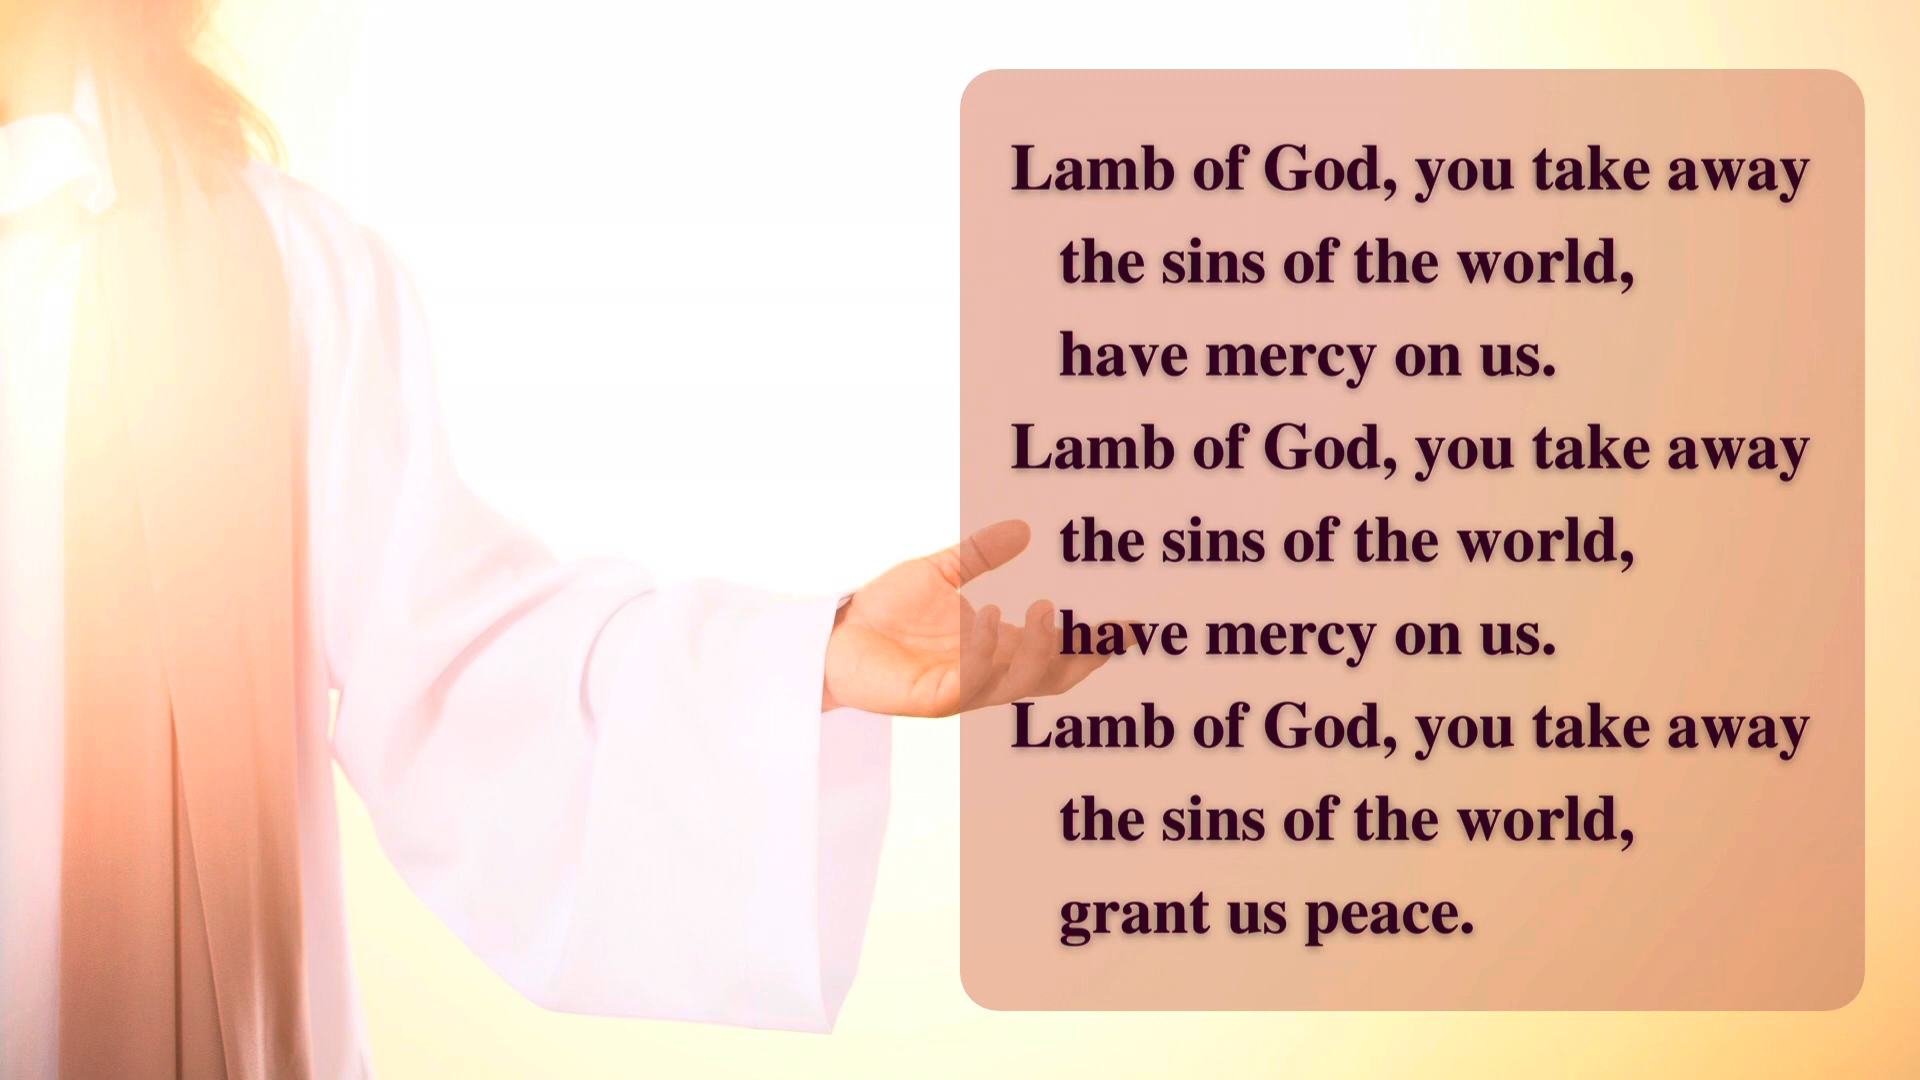 Lamb of God, you take away
the sins of the world,
have mercy on us.
Lamb of God, you take away
the sins of the world,
have mercy on us.
Lamb of God, you take away
the sins of the world,
grant us peace.